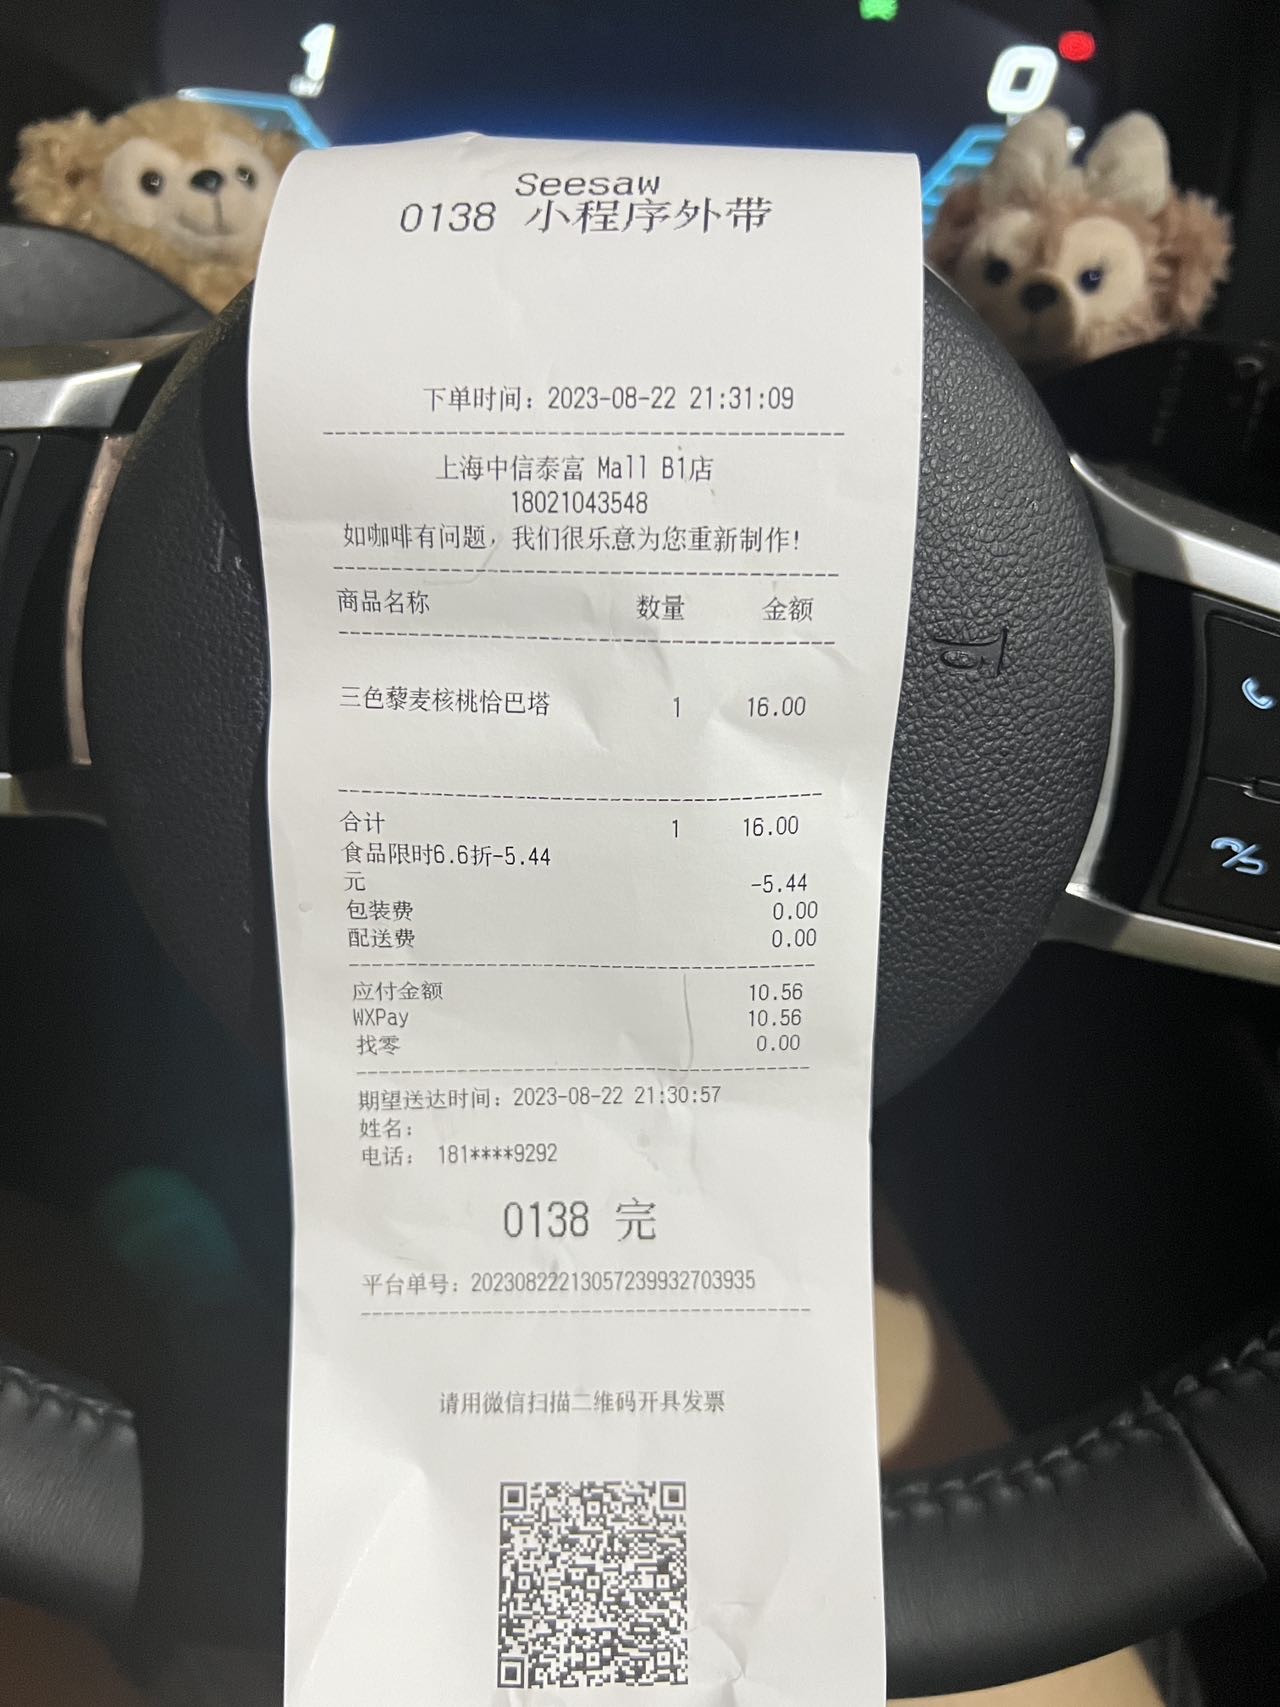 1
0
Seesaw
0138 小程序外带
下单时间：2023-08-22 21:31:09
上海中信泰富 Mall B1店
18021043548
如咖啡有问题，我们很乐意为您重新制作!
商品名称 数量 金额
三色藜麦核桃恰巴塔 1 16.00
合计 1 16.00
食品限时6.6折-5.44
元 -5.44
包装费 0.00
配送费 0.00
应付金额 10.56
WXPay 10.56
找零 0.00
期望送达时间：2023-08-22 21:30:57
姓名：
电话： 181****9292
0138 完
平台单号：20230822213057239932703935
请用微信扫描二维码开具发票